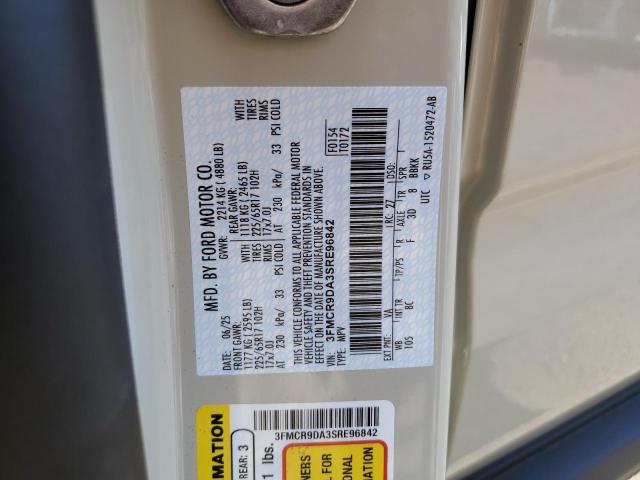 MFD. BY FORD MOTOR CO.
DATE: 06/25 GVWR: 2214 KG ( 4880 LB)
FRONT GAWR: REAR GAWR:
1177 KG ( 2595 LB) 1118 KG ( 2465 LB) WITH
225/65R17 102H 225/65R17 102H TIRES
17x7.0J 17x7.0J RIMS
AT 230 kPa/ 33 PSI COLD AT 230 kPa/ 33 PSI COLD
WITH
TIRES
RIMS
THIS VEHICLE CONFORMS TO ALL APPLICABLE FEDERAL MOTOR
VEHICLE SAFETY AND THEFT PREVENTION STANDARDS IN
EFFECT ON THE DATE OF MANUFACTURE SHOWN ABOVE.
VIN: 3FMCR9DA3SRE96842
TYPE: MPV
F0154
T0172
EXT PNT: VA RC: 27 DSO:
WB INT TR TP/PS R AXLE TR SPR
105 BC F 3D 8 BBKK
UTC ▽ RU5A-1520472-AB
3FMCR9DA3SRE96842
REAR: 3